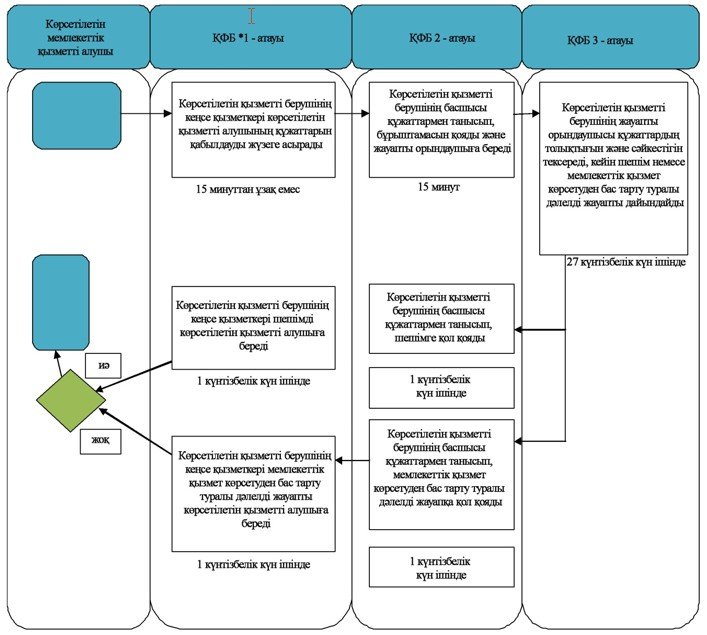 Көрсетілетін
мемлекеттік
қызметті алушы
ҚФБ *1 - атауы
ҚФБ 2 - атауы
ҚФБ 3 - атауы
Көрсетілетін қызметті берушінің
кеңсе қызметкері көрсетілетін
қызметті алушының құжаттарын
қабылдауды жүзеге асырады
15 минуттан ұзақ емес
Көрсетілетін қызметті
берушінің басшысы
құжаттармен танысып,
бұрыштамасын қояды және
жауапты орындаушыға береді
15 минут
Көрсетілетін қызметті
берушінің жауапты
орындаушысы құжаттардың
толықтығын және сәйкестігін
тексереді, кейін шешім немесе
мемлекеттік қызмет
көрсетуден бас тарту туралы
дәлелді жауапты дайындайды
27 күнтізбелік күн ішінде
Көрсетілетін қызметті берушінің
кеңсе қызметкері шешімді
көрсетілетін қызметті алушыға
береді
1 күнтізбелік күн ішінде
Көрсетілетін қызметті
берушінің басшысы
құжаттармен танысып,
шешімге қол қояды
1 күнтізбелік
күн ішінде
иә
жоқ
Көрсетілетін қызметті берушінің
кеңсе қызметкері мемлекеттік
қызмет көрсетуден бас тарту
туралы дәлелді жауапты
көрсетілетін қызметті алушыға
береді
1 күнтізбелік күн ішінде
Көрсетілетін қызметті
берушінің басшысы
құжаттармен танысып,
мемлекеттік қызмет
көрсетуден бас тарту туралы
дәлелді жауапқа қол қояды
1 күнтізбелік
күн ішінде